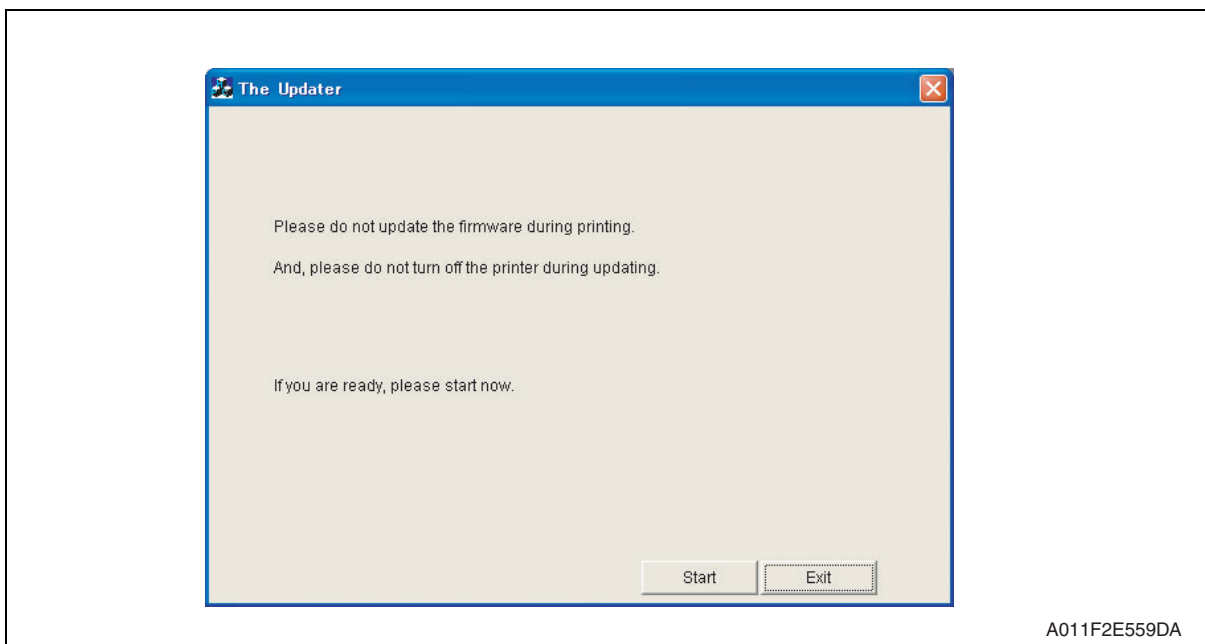 The Updater
Please do not update the firmware during printing.
And, please do not turn off the printer during updating.
If you are ready, please start now.
Start Exit
A011F2E559DA